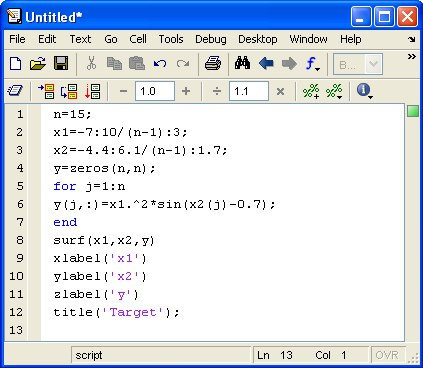 Untitled*
File Edit Text Go Cell Tools Debug Desktop Window Help
f B...
1.0 1.1
1 n=15;
2 x1=-7:10/(n-1):3;
3 x2=-4.4:6.1/(n-1):1.7;
4 y=zeros(n,n);
5 for j=1:n
6 y(j,:)=x1.^2*sin(x2(j)-0.7);
7 end
8 surf(x1,x2,y)
9 xlabel('x1')
10 ylabel('x2')
11 zlabel('y')
12 title('Target');
13
script Ln 13 Col 1 OVR